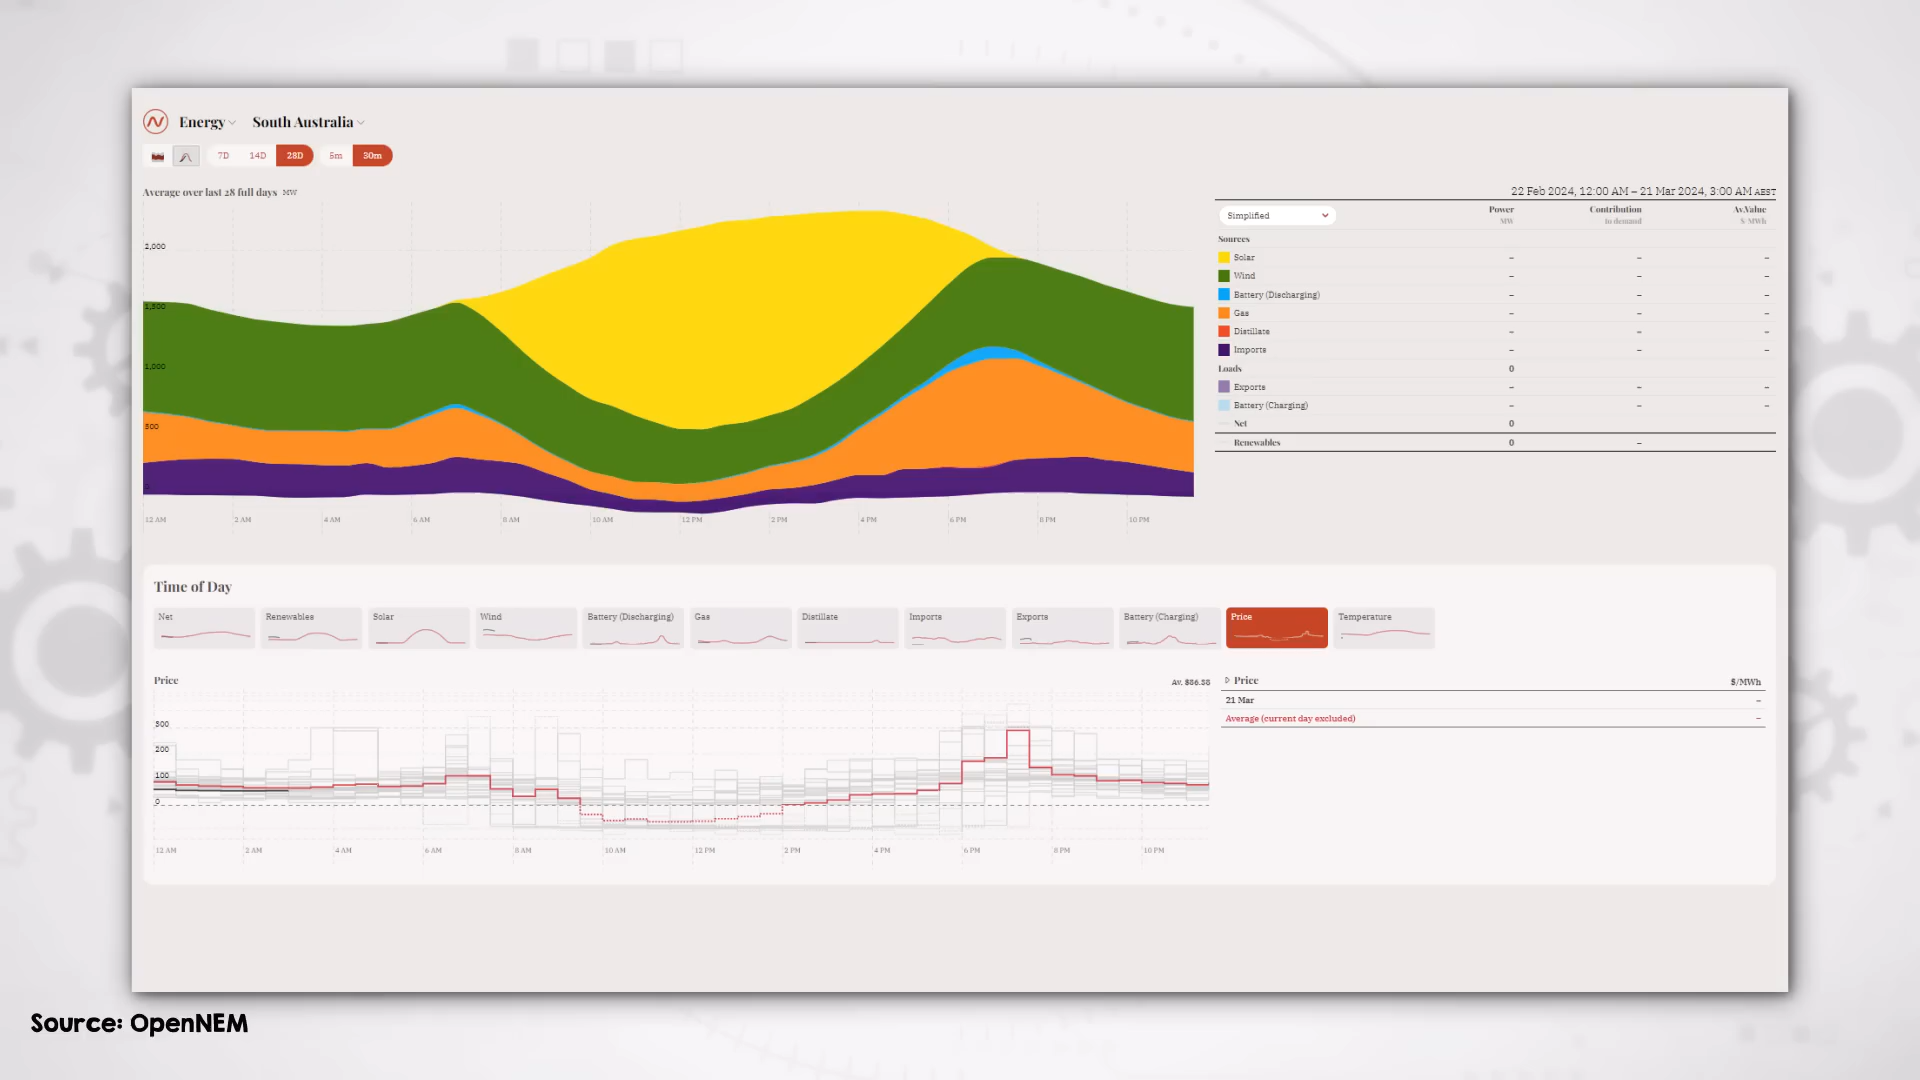 Energy South Australia
7D 14D 28D 5m 30m
Average over last 28 full days MW
2,000
1,500
1,000
500
0
12 AM 2 AM 4 AM 6 AM 8 AM 10 AM 12 PM 2 PM 4 PM 6 PM 8 PM 10 PM
22 Feb 2024, 12:00 AM – 21 Mar 2024, 3:00 AM AEST
Simplified Power Contribution Av.Value
MW to demand $/MWh
Sources
Solar – – –
Wind – – –
Battery (Discharging) – – –
Gas – – –
Distillate – – –
Imports – – –
Loads 0
Exports – – –
Battery (Charging) – – –
Net 0
Renewables 0 –
Time of Day
Net Renewables Solar Wind Battery (Discharging) Gas Distillate Imports Exports Battery (Charging) Price Temperature
Price Av. $86.58
300
200
100
0
12 AM 2 AM 4 AM 6 AM 8 AM 10 AM 12 PM 2 PM 4 PM 6 PM 8 PM 10 PM
Price $/MWh
21 Mar –
Average (current day excluded) –
Source: OpenNEM